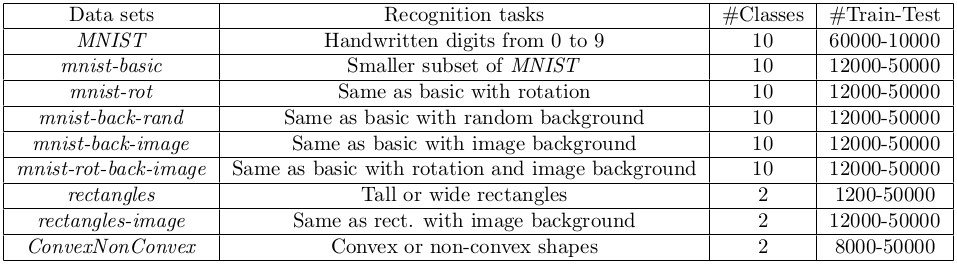 Data sets Recognition tasks #Classes #Train-Test
MNIST Handwritten digits from 0 to 9 10 60000-10000
mnist-basic Smaller subset of MNIST 10 12000-50000
mnist-rot Same as basic with rotation 10 12000-50000
mnist-back-rand Same as basic with random background 10 12000-50000
mnist-back-image Same as basic with image background 10 12000-50000
mnist-rot-back-image Same as basic with rotation and image background 10 12000-50000
rectangles Tall or wide rectangles 2 1200-50000
rectangles-image Same as rect. with image background 2 12000-50000
ConvexNonConvex Convex or non-convex shapes 2 8000-50000